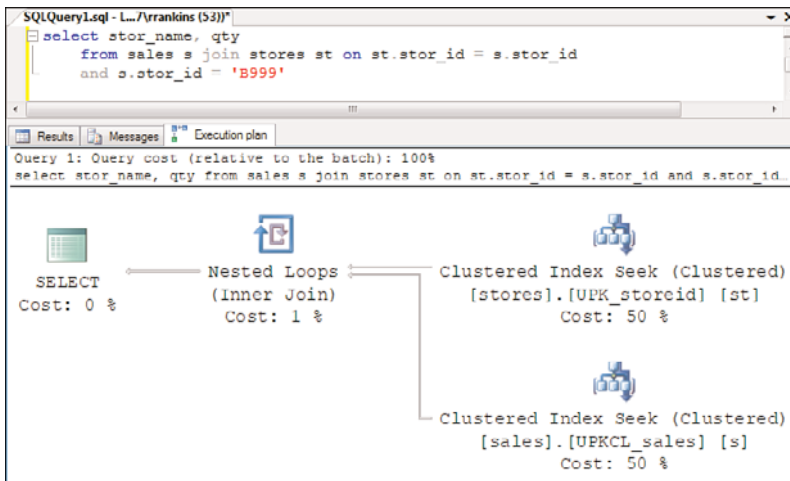 SQLQuery1.sql - L...7\rrankins (53))*
select stor_name, qty
from sales s join stores st on st.stor_id = s.stor_id
and s.stor_id = 'B999'
Results Messages Execution plan
Query 1: Query cost (relative to the batch): 100%
select stor_name, qty from sales s join stores st on st.stor_id = s.stor_id and s.stor_id...
SELECT
Cost: 0 %
Nested Loops
(Inner Join)
Cost: 1 %
Clustered Index Seek (Clustered)
[stores].[UPK_storeid] [st]
Cost: 50 %
Clustered Index Seek (Clustered)
[sales].[UPKCL_sales] [s]
Cost: 50 %